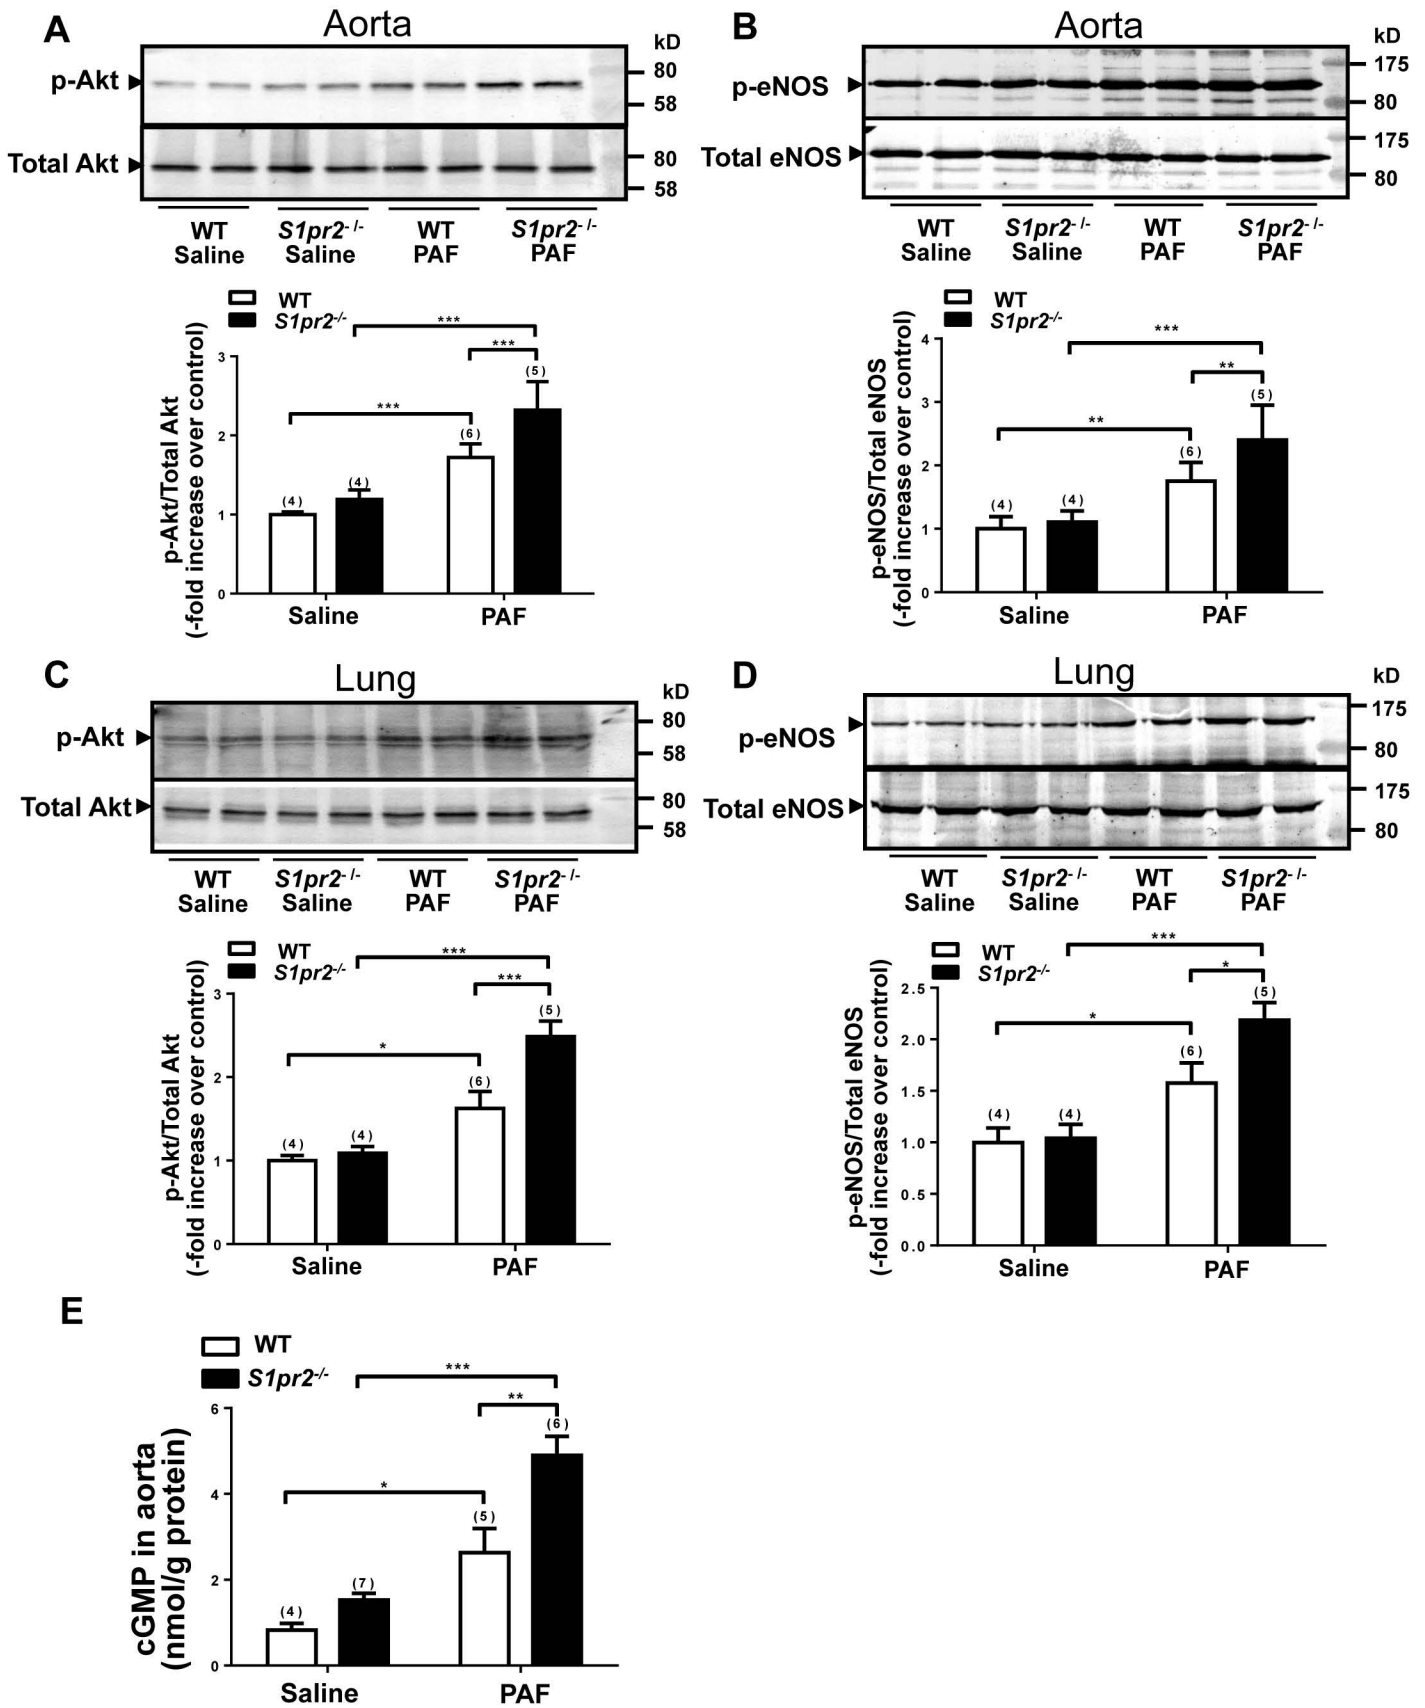 A
Aorta
kD
p-Akt
80
58
Total Akt
80
58
WT
Saline
S1pr2-/-
Saline
WT
PAF
S1pr2-/-
PAF
WT
S1pr2-/-
p-Akt/Total Akt
(-fold increase over control)
3
2
1
0
***
***
***
(4)
(4)
(6)
(5)
Saline
PAF
B
Aorta
kD
p-eNOS
175
80
Total eNOS
175
80
WT
Saline
S1pr2-/-
Saline
WT
PAF
S1pr2-/-
PAF
WT
S1pr2-/-
p-eNOS/Total eNOS
(-fold increase over control)
4
3
2
1
0
***
**
**
(4)
(4)
(6)
(5)
Saline
PAF
C
Lung
kD
p-Akt
80
58
Total Akt
80
58
WT
Saline
S1pr2-/-
Saline
WT
PAF
S1pr2-/-
PAF
WT
S1pr2-/-
p-Akt/Total Akt
(-fold increase over control)
3
2
1
0
***
***
*
(4)
(4)
(6)
(5)
Saline
PAF
D
Lung
kD
p-eNOS
175
80
Total eNOS
175
80
WT
Saline
S1pr2-/-
Saline
WT
PAF
S1pr2-/-
PAF
WT
S1pr2-/-
p-eNOS/Total eNOS
(-fold increase over control)
2.5
2.0
1.5
1.0
0.5
0.0
***
*
*
(4)
(4)
(6)
(5)
Saline
PAF
E
WT
S1pr2-/-
cGMP in aorta
(nmol/g protein)
6
4
2
0
***
**
*
(4)
(7)
(5)
(6)
Saline
PAF